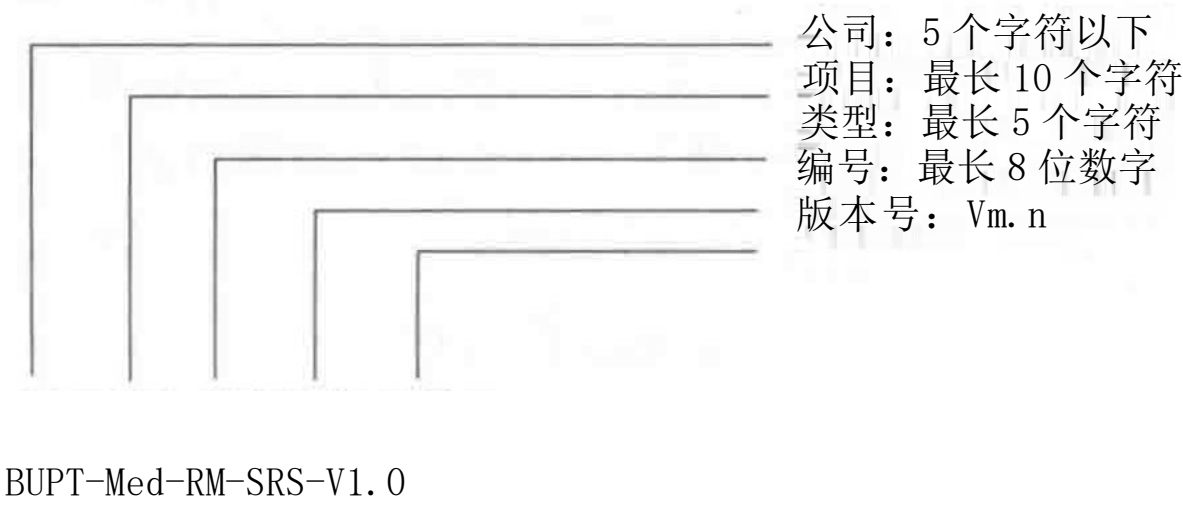 公司：5个字符以下
项目：最长10个字符
类型：最长5个字符
编号：最长8位数字
版本号：Vm.n
BUPT-Med-RM-SRS-V1.0